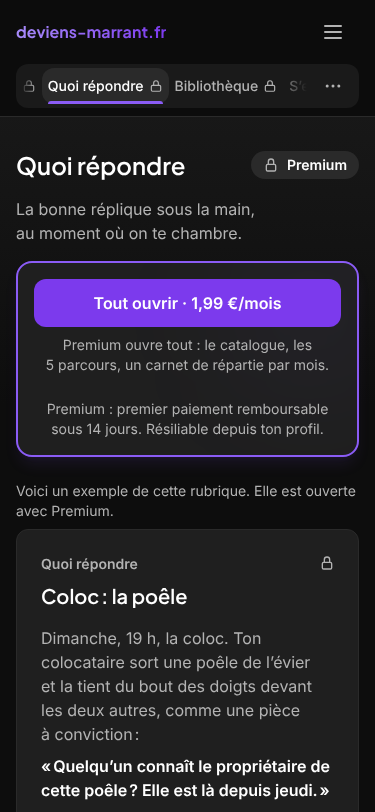 deviens-marrant.fr
Quoi répondre Bibliothèque
Quoi répondre Premium
La bonne réplique sous la main,
au moment où on te chambre.
Tout ouvrir · 1,99 €/mois
Premium ouvre tout : le catalogue, les
5 parcours, un carnet de répartie par mois.
Premium : premier paiement remboursable
sous 14 jours. Résiliable depuis ton profil.
Voici un exemple de cette rubrique. Elle est ouverte
avec Premium.
Quoi répondre
Coloc : la poêle
Dimanche, 19 h, la coloc. Ton
colocataire sort une poêle de l’évier
et la tient du bout des doigts devant
les deux autres, comme une pièce
à conviction :
« Quelqu’un connaît le propriétaire de
cette poêle ? Elle est là depuis jeudi. »